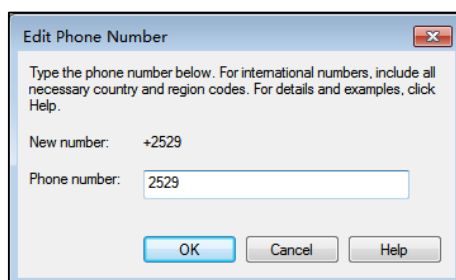 Edit Phone Number
Type the phone number below. For international numbers, include all
necessary country and region codes. For details and examples, click
Help.
New number: +2529
Phone number: 2529
OK Cancel Help